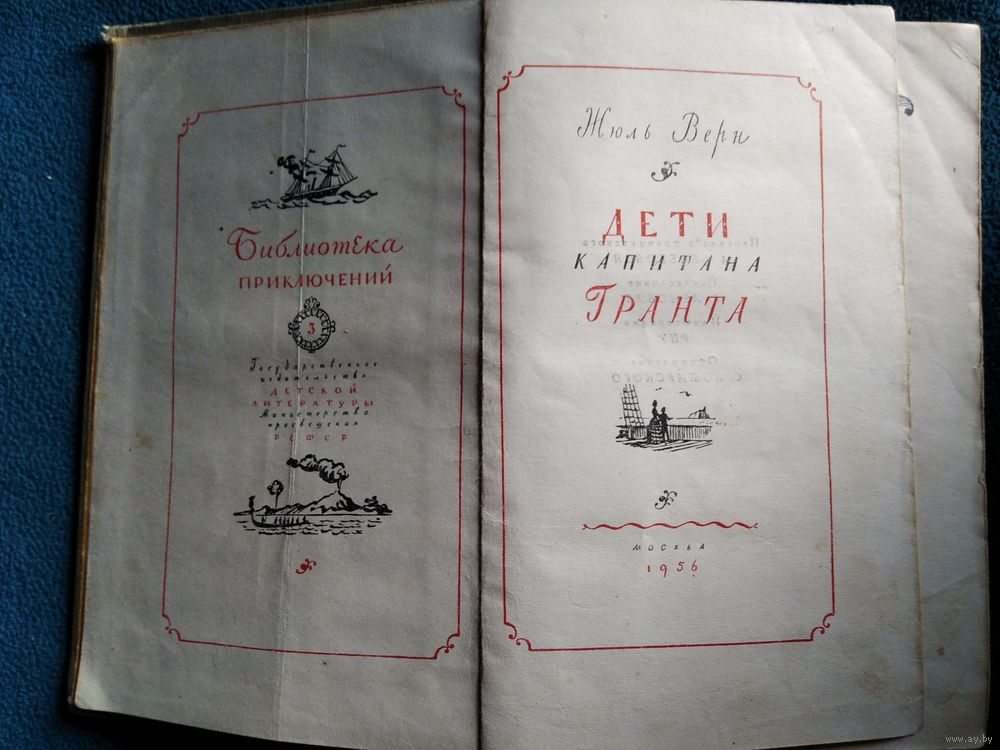 Библиотека
ПРИКЛЮЧЕНИЙ
3
Государственное
издательство
ДЕТСКОЙ
ЛИТЕРАТУРЫ
Министерства
просвещения
РСФСР
Жюль Верн
ДЕТИ
КАПИТАНА
ГРАНТА
МОСКВА
1956
www.ay.by